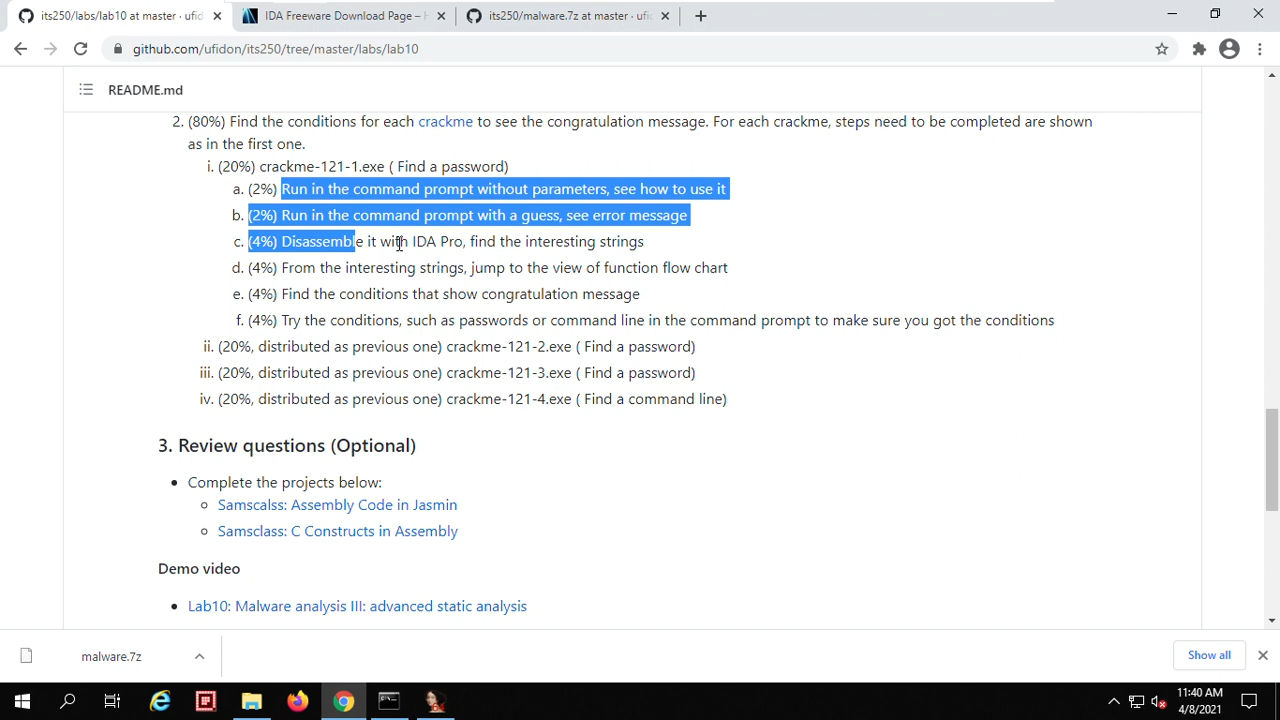 its250/labs/lab10 at master · ufid
IDA Freeware Download Page – H
its250/malware.7z at master · ufid
github.com/ufidon/its250/tree/master/labs/lab10
README.md
2. (80%) Find the conditions for each crackme to see the congratulation message. For each crackme, steps need to be completed are shown
as in the first one.
i. (20%) crackme-121-1.exe ( Find a password)
a. (2%) Run in the command prompt without parameters, see how to use it
b. (2%) Run in the command prompt with a guess, see error message
c. (4%) Disassemble it with IDA Pro, find the interesting strings
d. (4%) From the interesting strings, jump to the view of function flow chart
e. (4%) Find the conditions that show congratulation message
f. (4%) Try the conditions, such as passwords or command line in the command prompt to make sure you got the conditions
ii. (20%, distributed as previous one) crackme-121-2.exe ( Find a password)
iii. (20%, distributed as previous one) crackme-121-3.exe ( Find a password)
iv. (20%, distributed as previous one) crackme-121-4.exe ( Find a command line)
3. Review questions (Optional)
• Complete the projects below:
Samscalss: Assembly Code in Jasmin
Samsclass: C Constructs in Assembly
Demo video
• Lab10: Malware analysis III: advanced static analysis
malware.7z
Show all
11:40 AM
4/8/2021